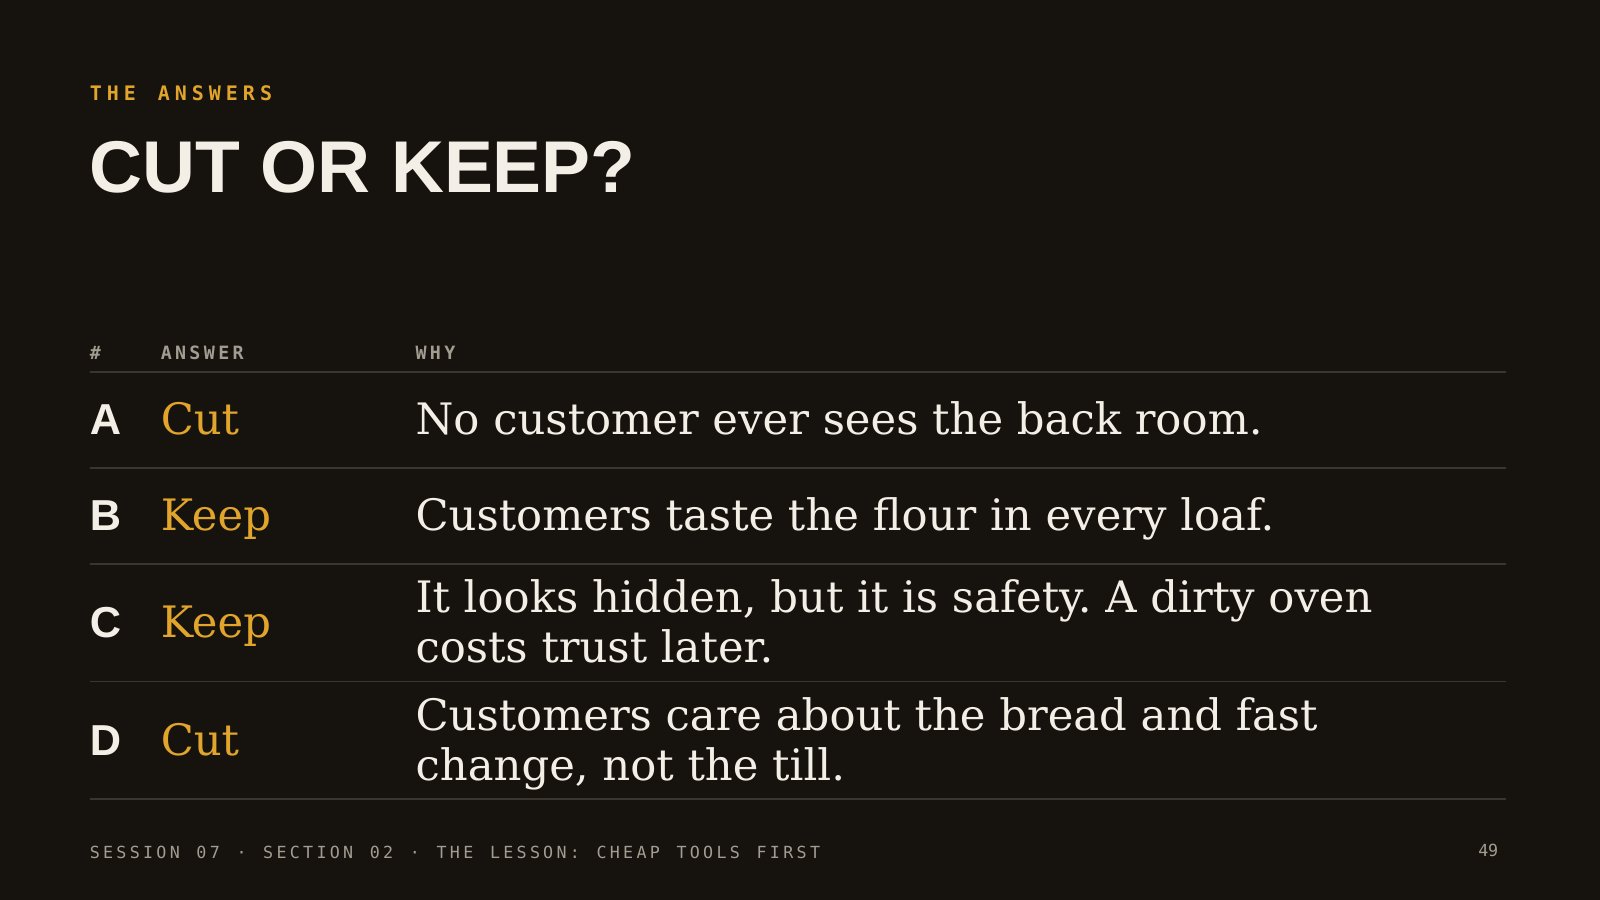 THE ANSWERS
CUT OR KEEP?
# ANSWER WHY
A Cut No customer ever sees the back room.
B Keep Customers taste the flour in every loaf.
C Keep It looks hidden, but it is safety. A dirty oven
costs trust later.
D Cut Customers care about the bread and fast
change, not the till.
SESSION 07 · SECTION 02 · THE LESSON: CHEAP TOOLS FIRST 49